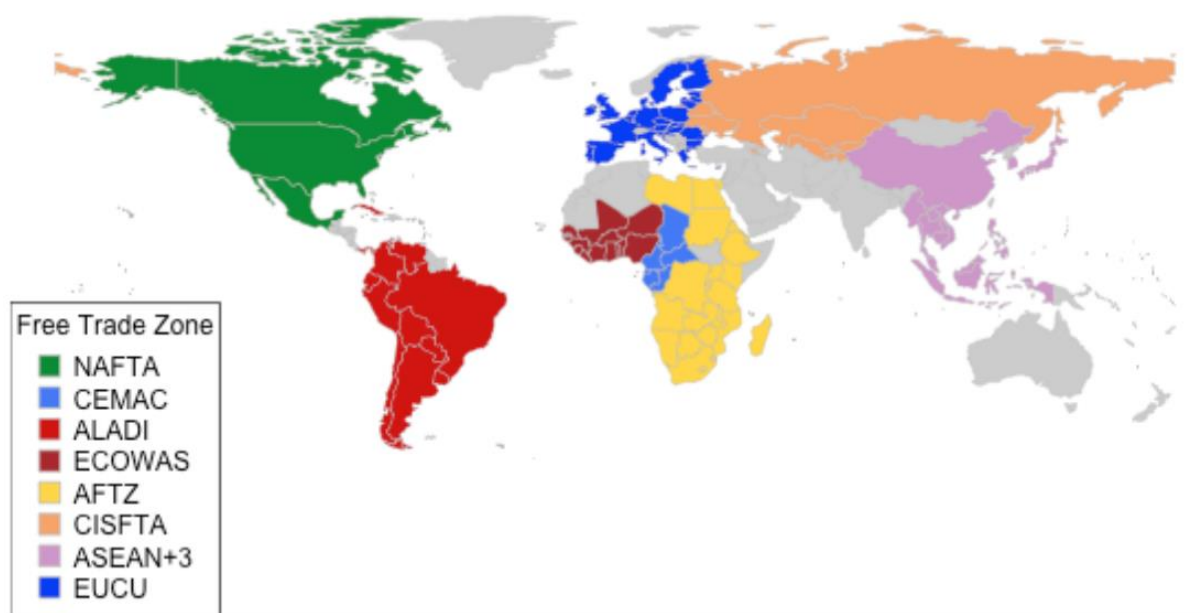 Free Trade Zone
NAFTA
CEMAC
ALADI
ECOWAS
AFTZ
CISFTA
ASEAN+3
EUCU